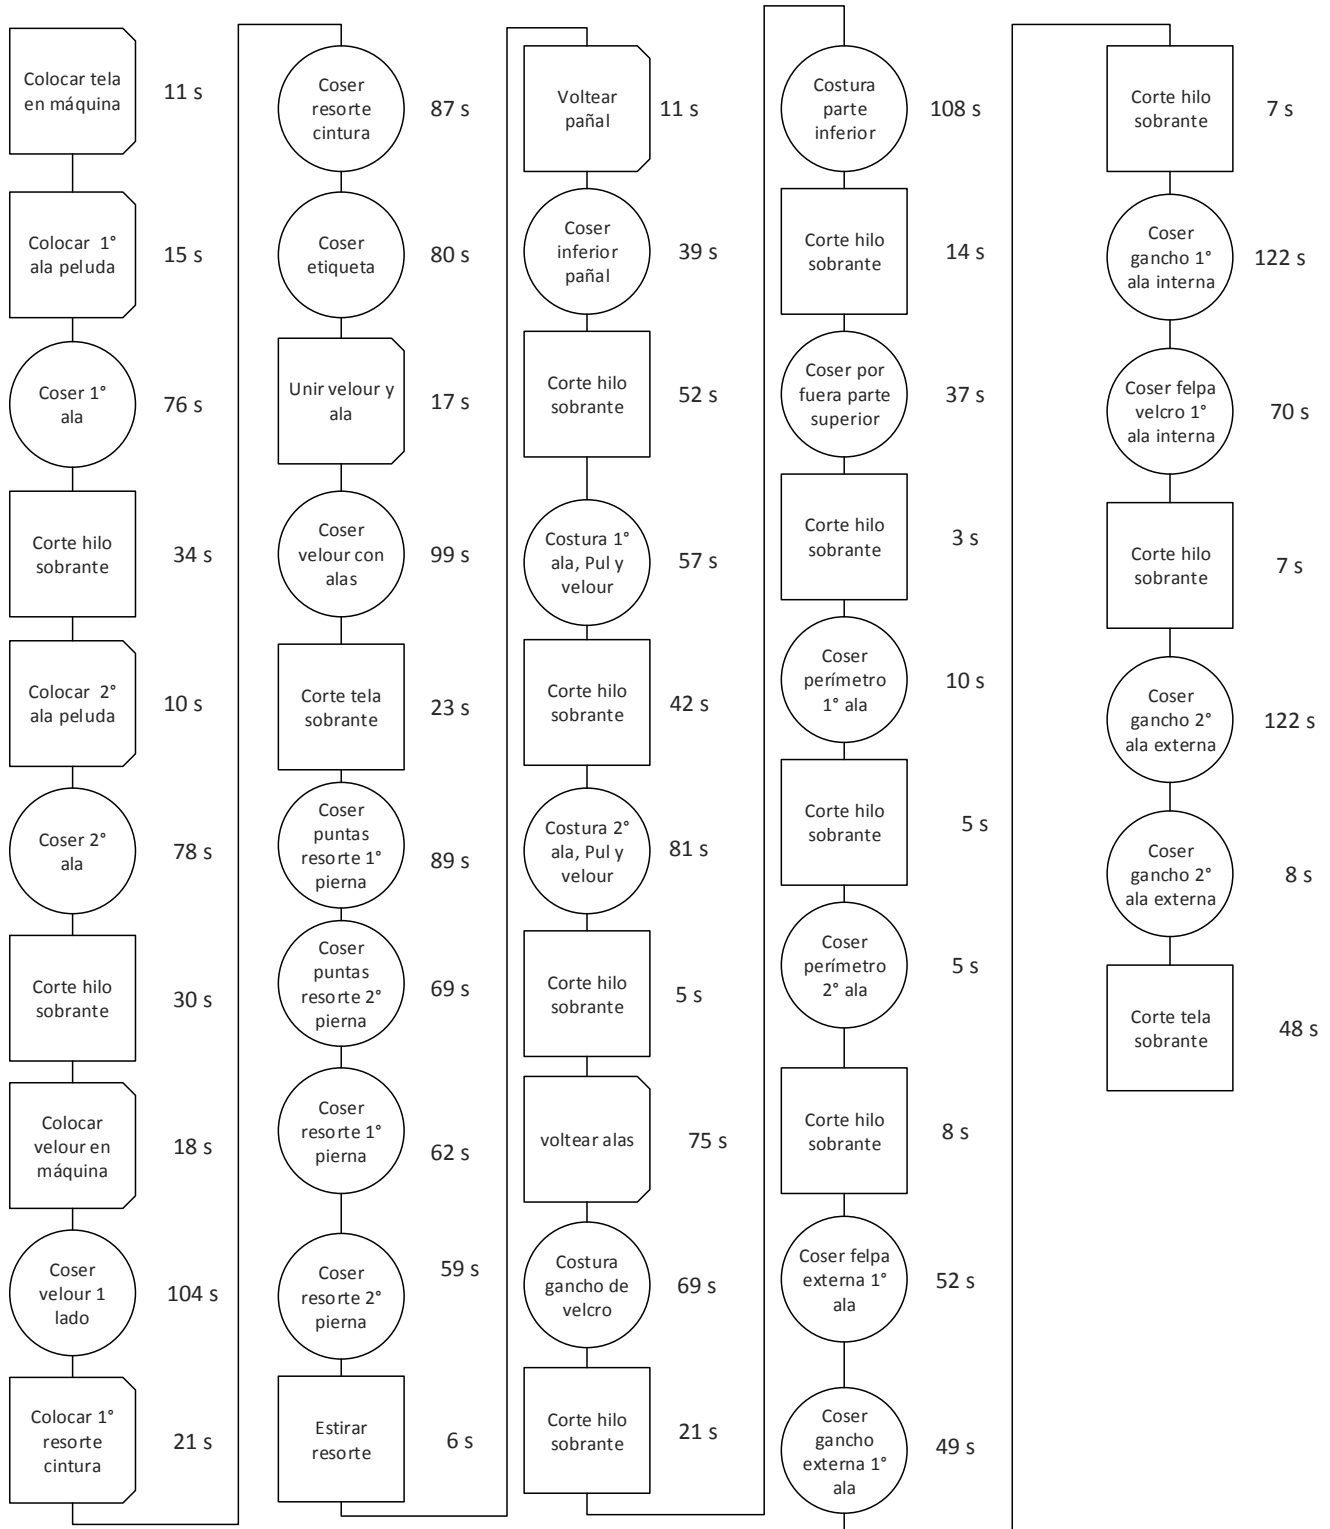 Colocar tela
en máquina
11 s
Colocar 1°
ala peluda
15 s
Coser 1°
ala
76 s
Corte hilo
sobrante
34 s
Colocar 2°
ala peluda
10 s
Coser 2°
ala
78 s
Corte hilo
sobrante
30 s
Colocar
velour en
máquina
18 s
Coser
velour 1
lado
104 s
Colocar 1°
resorte
cintura
21 s
Coser
resorte
cintura
87 s
Coser
etiqueta
80 s
Unir velour y
ala
17 s
Coser
velour con
alas
99 s
Corte tela
sobrante
23 s
Coser
puntas
resorte 1°
pierna
89 s
Coser
puntas
resorte 2°
pierna
69 s
Coser
resorte 1°
pierna
62 s
Coser
resorte 2°
pierna
59 s
Estirar
resorte
6 s
Voltear
pañal
11 s
Coser
inferior
pañal
39 s
Corte hilo
sobrante
52 s
Costura 1°
ala, Pul y
velour
57 s
Corte hilo
sobrante
42 s
Costura 2°
ala, Pul y
velour
81 s
Corte hilo
sobrante
5 s
voltear alas
75 s
Costura
gancho de
velcro
69 s
Corte hilo
sobrante
21 s
Costura
parte
inferior
108 s
Corte hilo
sobrante
14 s
Coser por
fuera parte
superior
37 s
Corte hilo
sobrante
3 s
Coser
perímetro
1° ala
10 s
Corte hilo
sobrante
5 s
Coser
perímetro
2° ala
5 s
Corte hilo
sobrante
8 s
Coser felpa
externa 1°
ala
52 s
Coser
gancho
externa 1°
ala
49 s
Corte hilo
sobrante
7 s
Coser
gancho 1°
ala interna
122 s
Coser felpa
velcro 1°
ala interna
70 s
Corte hilo
sobrante
7 s
Coser
gancho 2°
ala externa
122 s
Coser
gancho 2°
ala externa
8 s
Corte tela
sobrante
48 s